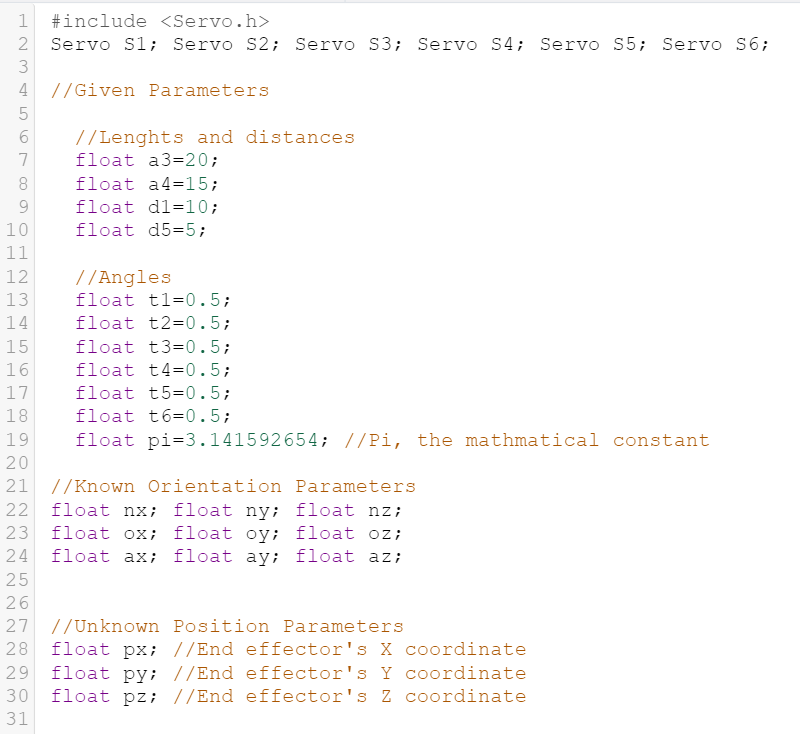 1 #include <Servo.h>
2 Servo S1; Servo S2; Servo S3; Servo S4; Servo S5; Servo S6;
3
4 //Given Parameters
5
6 //Lenghts and distances
7 float a3=20;
8 float a4=15;
9 float d1=10;
10 float d5=5;
11
12 //Angles
13 float t1=0.5;
14 float t2=0.5;
15 float t3=0.5;
16 float t4=0.5;
17 float t5=0.5;
18 float t6=0.5;
19 float pi=3.141592654; //Pi, the mathmatical constant
20
21 //Known Orientation Parameters
22 float nx; float ny; float nz;
23 float ox; float oy; float oz;
24 float ax; float ay; float az;
25
26
27 //Unknown Position Parameters
28 float px; //End effector's X coordinate
29 float py; //End effector's Y coordinate
30 float pz; //End effector's Z coordinate
31